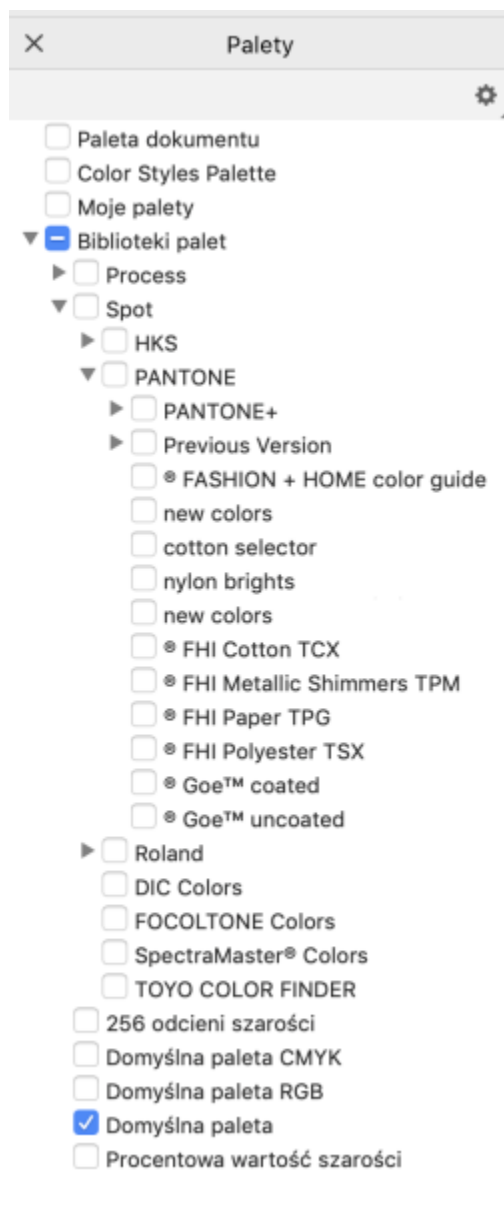 Palety
Paleta dokumentu
Color Styles Palette
Moje palety
Biblioteki palet
Process
Spot
HKS
PANTONE
PANTONE+
Previous Version
® FASHION + HOME color guide
new colors
cotton selector
nylon brights
new colors
® FHI Cotton TCX
® FHI Metallic Shimmers TPM
® FHI Paper TPG
® FHI Polyester TSX
® Goe™ coated
® Goe™ uncoated
Roland
DIC Colors
FOCOLTONE Colors
SpectraMaster® Colors
TOYO COLOR FINDER
256 odcieni szarości
Domyślna paleta CMYK
Domyślna paleta RGB
Domyślna paleta
Procentowa wartość szarości